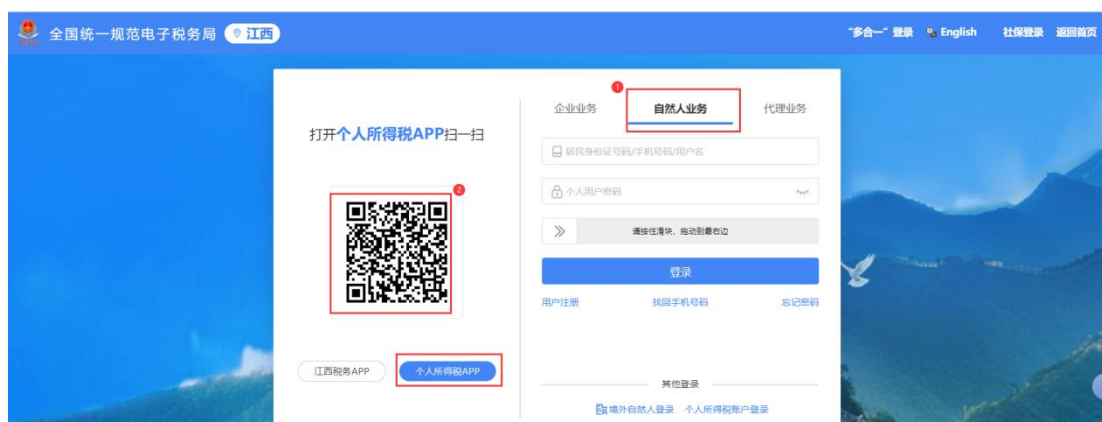 全国统一规范电子税务局 江西 “多合一” 登录 English 社保登录 返回首页
打开个人所得税APP扫一扫
2
江西税务APP 个人所得税APP
1
企业业务 自然人业务 代理业务
居民身份证号码/手机号码/用户名
个人用户密码
请按住滑块，拖动到最右边
登录
用户注册 找回手机号码 忘记密码
其他登录
境外自然人登录 个人所得税账户登录